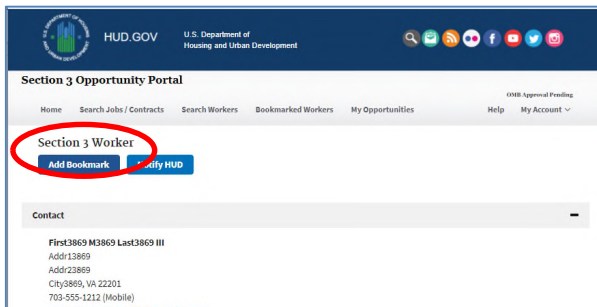 HUD.GOV
U.S. Department of
Housing and Urban Development
Section 3 Opportunity Portal
OMB Approval Pending
Home Search Jobs / Contracts Search Workers Bookmarked Workers My Opportunities Help My Account
Section 3 Worker
Add Bookmark Notify HUD
Contact
First3869 M3869 Last3869 III
Addr13869
Addr23869
City3869, VA 22201
703-555-1212 (Mobile)